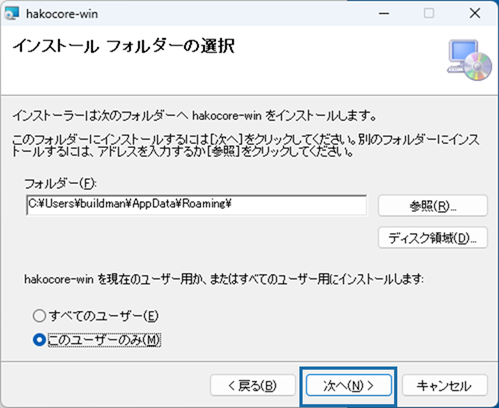 hakocore-win
インストール フォルダーの選択
インストーラーは次のフォルダーへ hakocore-win をインストールします。
このフォルダーにインストールするには[次へ]をクリックしてください。別のフォルダーにインス
トールするには、アドレスを入力するか[参照]をクリックしてください。
フォルダー(F):
C:¥Users¥buildman¥AppData¥Roaming¥
参照(R)...
ディスク領域(D)...
hakocore-win を現在のユーザー用か、またはすべてのユーザー用にインストールします:
すべてのユーザー(E)
このユーザーのみ(M)
< 戻る(B)
次へ(N) >
キャンセル